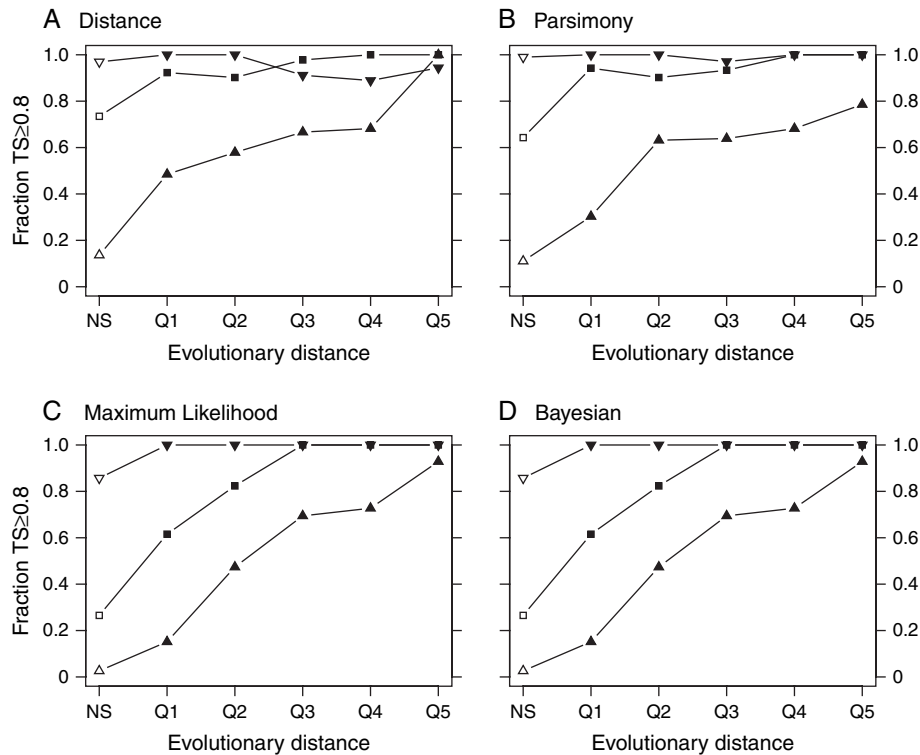 A Distance
Fraction TS≥0.8
1.0
0.8
0.6
0.4
0.2
0
NS Q1 Q2 Q3 Q4 Q5
Evolutionary distance
B Parsimony
1.0
0.8
0.6
0.4
0.2
0
NS Q1 Q2 Q3 Q4 Q5
Evolutionary distance
C Maximum Likelihood
Fraction TS≥0.8
1.0
0.8
0.6
0.4
0.2
0
NS Q1 Q2 Q3 Q4 Q5
Evolutionary distance
D Bayesian
1.0
0.8
0.6
0.4
0.2
0
NS Q1 Q2 Q3 Q4 Q5
Evolutionary distance